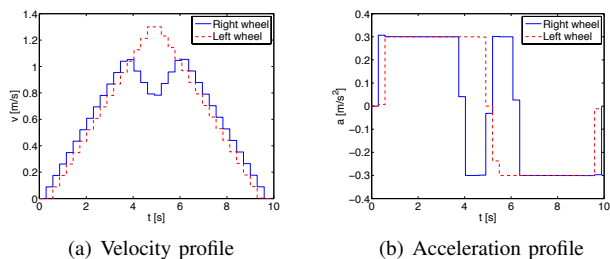 Right wheel
Left wheel
1.4
1.2
1
0.8
0.6
0.4
0.2
0
v [m/s]
0 2 4 6 8 10
t [s]
(a) Velocity profile
Right wheel
Left wheel
0.4
0.3
0.2
0.1
0
−0.1
−0.2
−0.3
−0.4
a [m/s²]
0 2 4 6 8 10
t [s]
(b) Acceleration profile